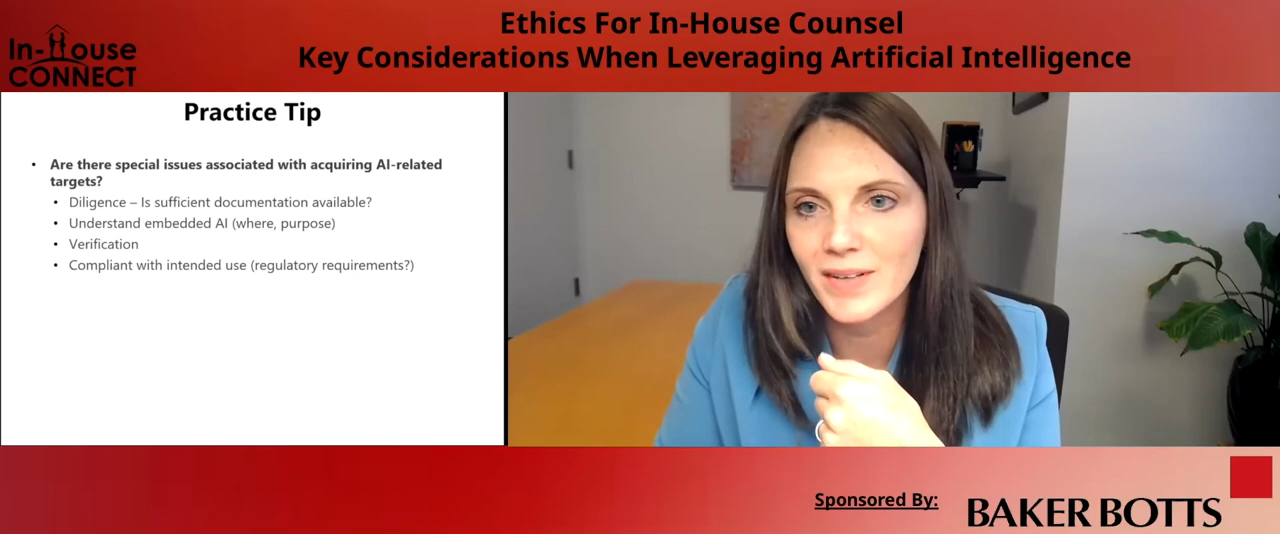 Ethics For In-House Counsel
Key Considerations When Leveraging Artificial Intelligence
In-House
CONNECT
Practice Tip
• Are there special issues associated with acquiring AI-related
targets?
• Diligence – Is sufficient documentation available?
• Understand embedded AI (where, purpose)
• Verification
• Compliant with intended use (regulatory requirements?)
Sponsored By:
BAKER BOTTS